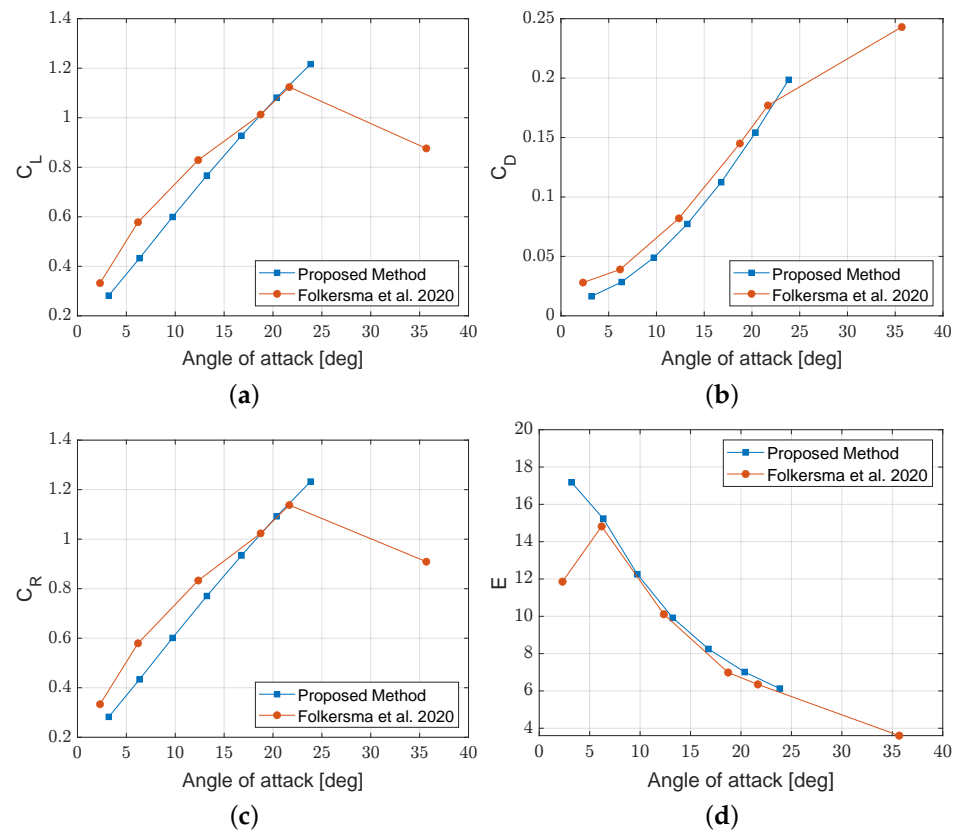 1.4
1.2
1
0.8
0.6
0.4
0.2
C_L
0 5 10 15 20 25 30 35 40
Angle of attack [deg]
Proposed Method
Folkersma et al. 2020
(a)
0.25
0.2
0.15
0.1
0.05
0
C_D
0 5 10 15 20 25 30 35 40
Angle of attack [deg]
Proposed Method
Folkersma et al. 2020
(b)
1.4
1.2
1
0.8
0.6
0.4
0.2
C_R
0 5 10 15 20 25 30 35 40
Angle of attack [deg]
Proposed Method
Folkersma et al. 2020
(c)
20
18
16
14
12
10
8
6
4
E
0 5 10 15 20 25 30 35 40
Angle of attack [deg]
Proposed Method
Folkersma et al. 2020
(d)